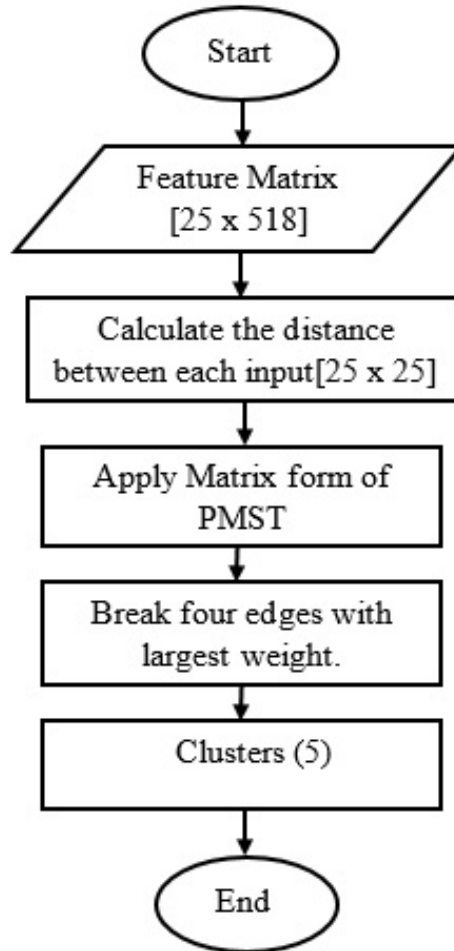 Start
Feature Matrix
[25 x 518]
Calculate the distance
between each input[25 x 25]
Apply Matrix form of
PMST
Break four edges with
largest weight.
Clusters (5)
End